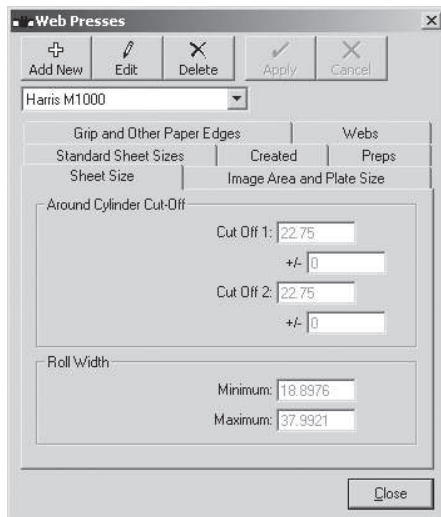 Web Presses
Add New Edit Delete Apply Cancel
Harris M1000
Grip and Other Paper Edges Webs
Standard Sheet Sizes Created Preps
Sheet Size Image Area and Plate Size
Around Cylinder Cut-Off
Cut Off 1: 22.75
+/- 0
Cut Off 2: 22.75
+/- 0
Roll Width
Minimum: 18.8976
Maximum: 37.9921
Close